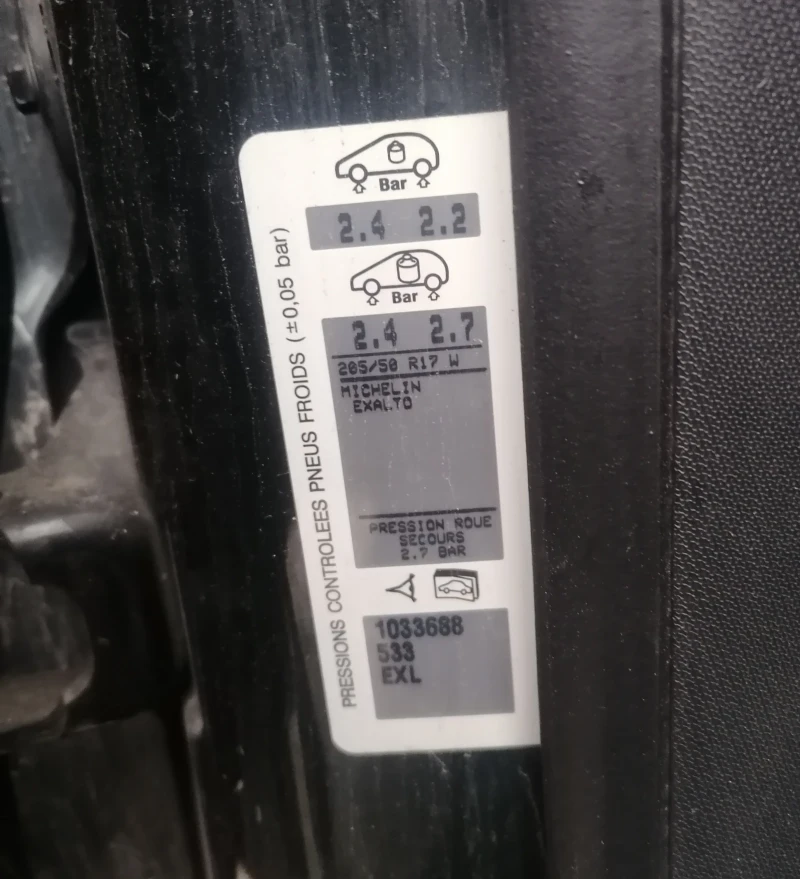 Bar
2.4 2.2
Bar
2.4 2.7
205/50 R17 W
MICHELIN
EXALTO
PRESSION ROUE
SECOURS
2.7 BAR
1033688
533
EXL
PRESSIONS CONTROLEES PNEUS FROIDS (±0,05 bar)